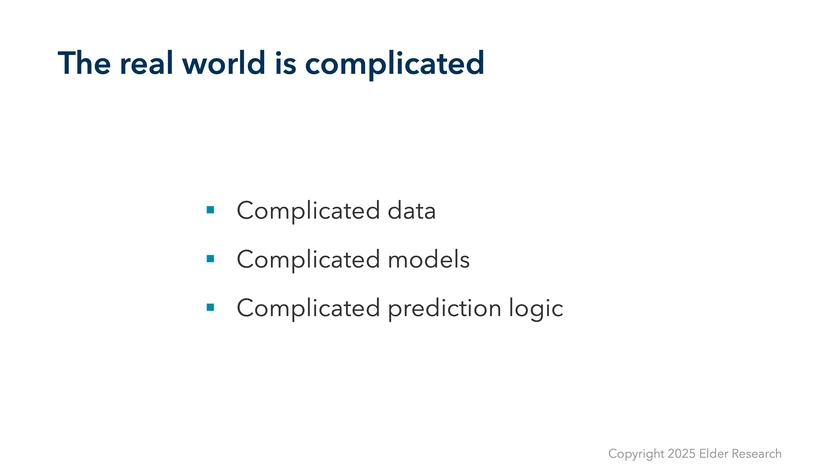 The real world is complicated
▪ Complicated data
▪ Complicated models
▪ Complicated prediction logic
Copyright 2025 Elder Research